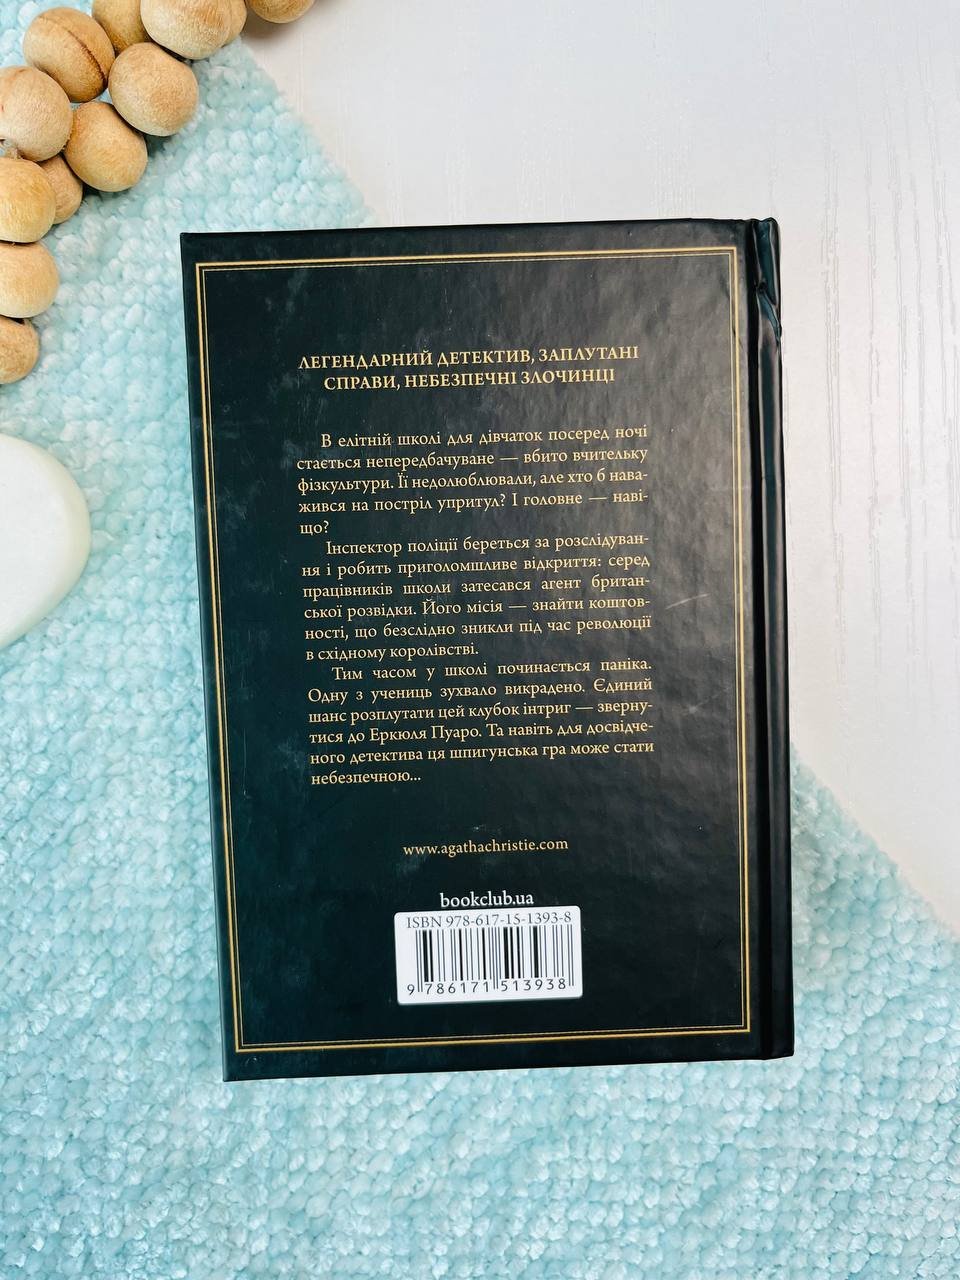 ЛЕГЕНДАРНИЙ ДЕТЕКТИВ, ЗАПЛУТАНІ
СПРАВИ, НЕБЕЗПЕЧНІ ЗЛОЧИНЦІ
В елітній школі для дівчаток посеред ночі
стається непередбачуване — вбито вчительку
фізкультури. Її недолюблювали, але хто б нава-
жився на постріл упритул? І головне — наві-
що?
Інспектор поліції береться за розслідуван-
ня і робить приголомшливе відкриття: серед
працівників школи затесався агент британ-
ської розвідки. Його місія — знайти коштов-
ності, що безслідно зникли під час революції
в східному королівстві.
Тим часом у школі починається паніка.
Одну з учениць зухвало викрадено. Єдиний
шанс розплутати цей клубок інтриг — зверну-
тися до Еркюля Пуаро. Та навіть для досвідче-
ного детектива ця шпигунська гра може стати
небезпечною...
www.agathachristie.com
bookclub.ua
ISBN 978-617-15-1393-8
9 786171 513938